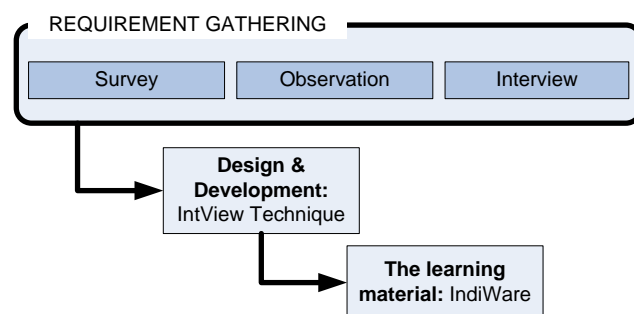 REQUIREMENT GATHERING
Survey
Observation
Interview
Design &
Development:
IntView Technique
The learning
material: IndiWare